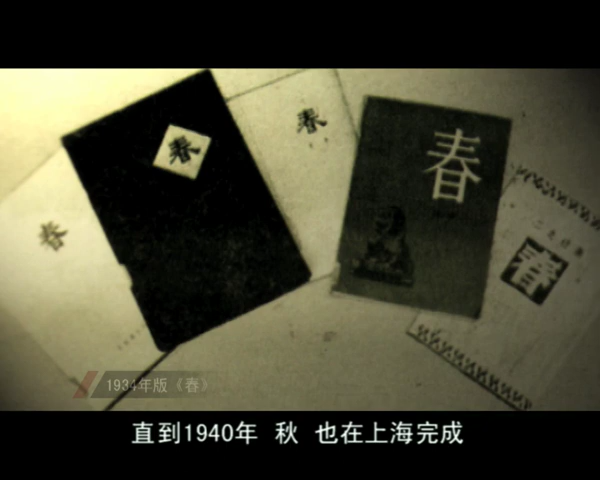 春
春
春
春
春
1934年版《春》
直到1940年 秋 也在上海完成